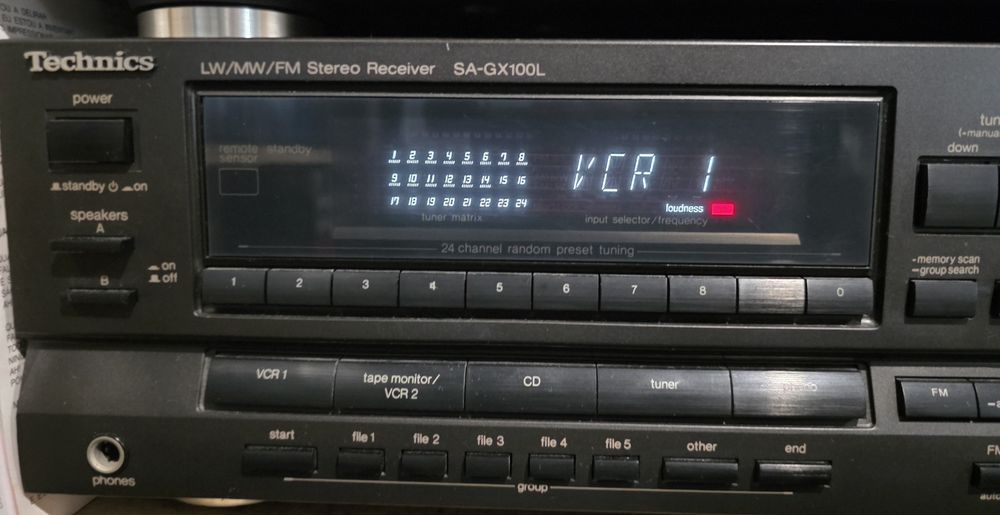 Technics
LW/MW/FM Stereo Receiver SA-GX100L
power
standby on
speakers
A
B
on
off
remote standby
sensor
1 2 3 4 5 6 7 8
9 10 11 12 13 14 15 16
17 18 19 20 21 22 23 24
tuner matrix
VCR 1
loudness
input selector/frequency
24 channel random preset tuning
1 2 3 4 5 6 7 8 0
down
-memory scan
group search
VCR 1
tape monitor/
VCR 2
CD
tuner
FM
start
file 1
file 2
file 3
file 4
file 5
other
end
group
phones